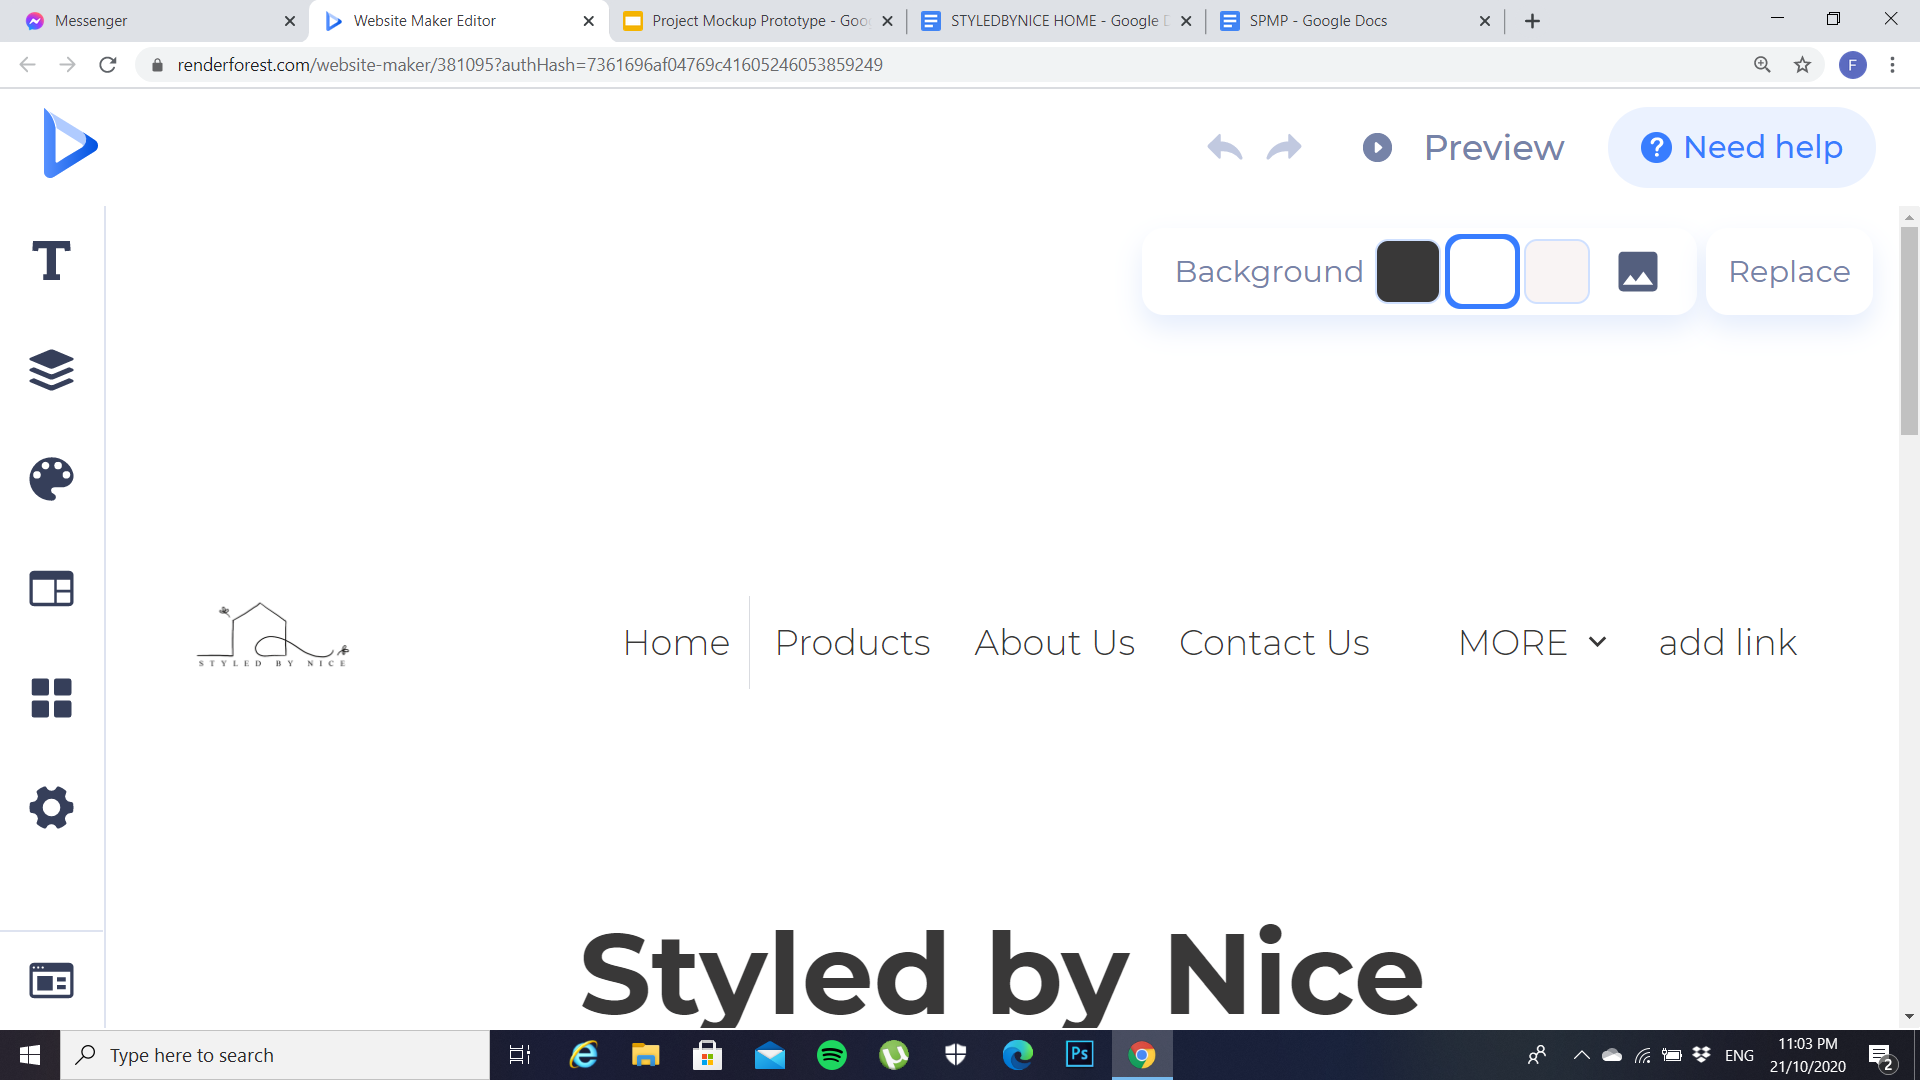 Messenger
Website Maker Editor
Project Mockup Prototype - Goo
STYLEDBYNICE HOME - Google D
SPMP - Google Docs
renderforest.com/website-maker/381095?authHash=7361696af04769c41605246053859249
F
Preview
? Need help
T
Background
Replace
STYLED BY NICE
Home
Products
About Us
Contact Us
MORE
add link
Styled by Nice
Type here to search
Ps
ENG
11:03 PM
21/10/2020
2